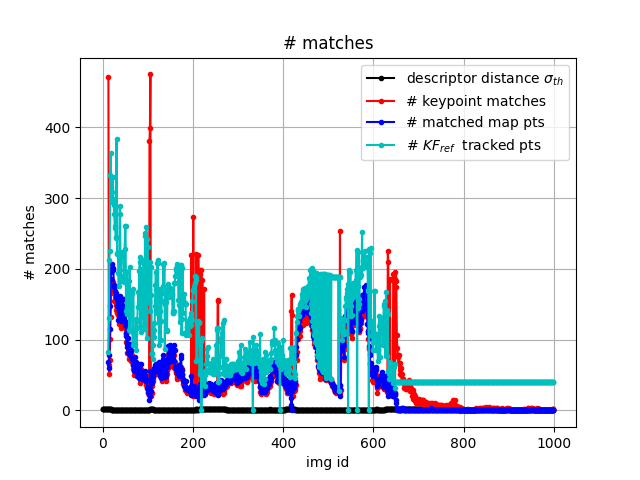 # matches
descriptor distance σ_th
# keypoint matches
# matched map pts
# KF_ref tracked pts
# matches
400
300
200
100
0
0 200 400 600 800 1000
img id